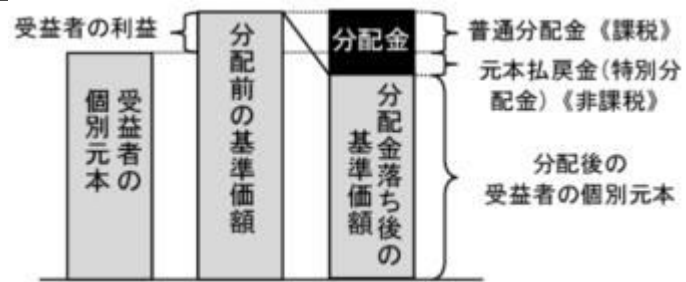 受益者の利益
受益者の
個別元本
分配前の基準価額
分配金
分配金落ち後の
基準価額
普通分配金《課税》
元本払戻金(特別分
配金)《非課税》
分配後の
受益者の個別元本